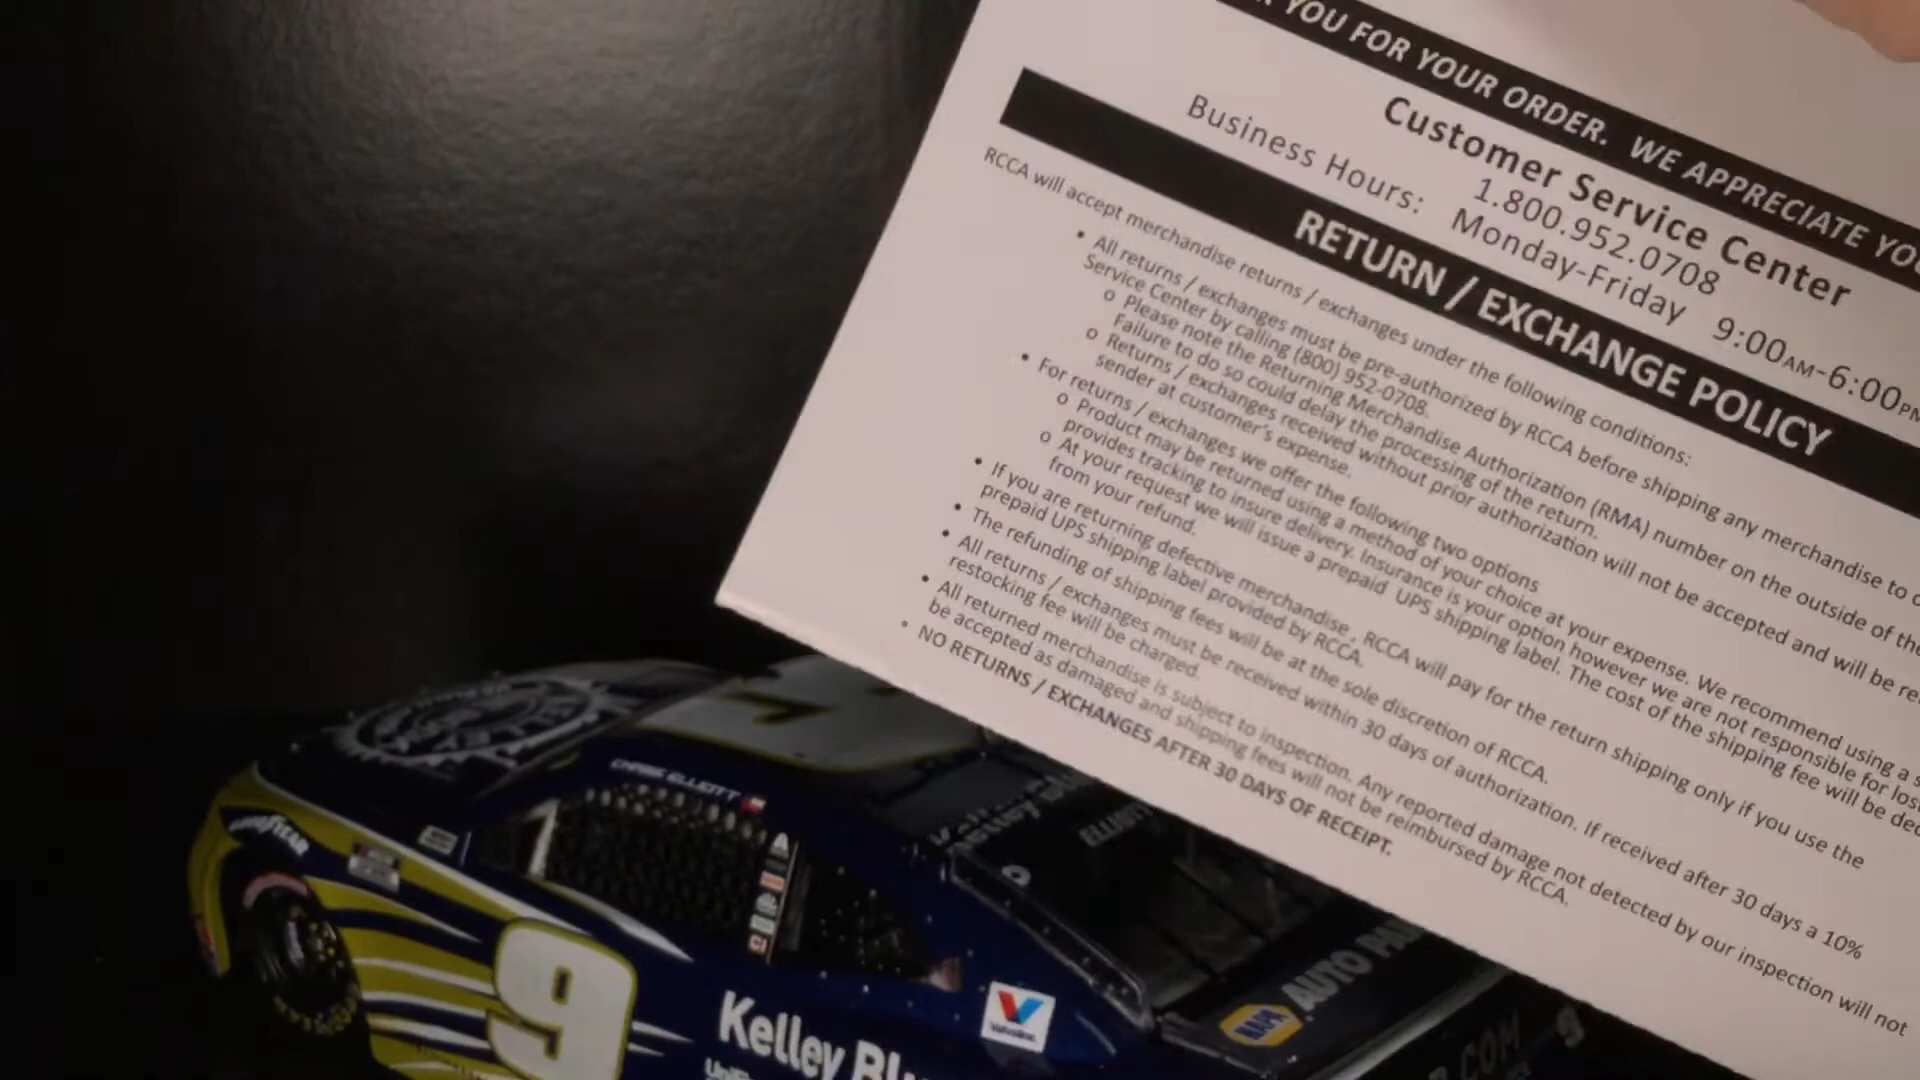 YOU FOR YOUR ORDER. WE APPRECIATE YOU
Customer Service Center
1.800.952.0708
Business Hours: Monday-Friday 9:00AM-6:00PM
RETURN / EXCHANGE POLICY
RCCA will accept merchandise returns / exchanges under the following conditions:
• All returns / exchanges must be pre-authorized by RCCA before shipping any merchandise to
Service Center by calling (800) 952-0708.
o Please note the Returning Merchandise Authorization (RMA) number on the outside of the
Failure to do so could delay the processing of the return.
o Returns / exchanges received without prior authorization will not be accepted and will be
sender at customer's expense.
• For returns / exchanges we offer the following two options
o Product may be returned using a method of your choice at your expense. We recommend using a
provides tracking to insure delivery. Insurance is your option however we are not responsible for
o At your request we will issue a prepaid UPS shipping label. The cost of the shipping fee will be
from your refund.
• If you are returning defective merchandise, RCCA will pay for the return shipping only if you use the
prepaid UPS shipping label provided by RCCA.
• The refunding of shipping fees will be at the sole discretion of RCCA.
• All returns / exchanges must be received within 30 days of authorization. If received after 30 days a 10%
restocking fee will be charged.
• All returned merchandise is subject to inspection. Any reported damage not detected by our inspection will not
be accepted as damaged and shipping fees will not be reimbursed by RCCA.
• NO RETURNS / EXCHANGES AFTER 30 DAYS OF RECEIPT.
CHASE ELLIOTT
GOODYEAR
9
Kelley Blu
Valvoline
NAPA AUTO PA
.COM
9